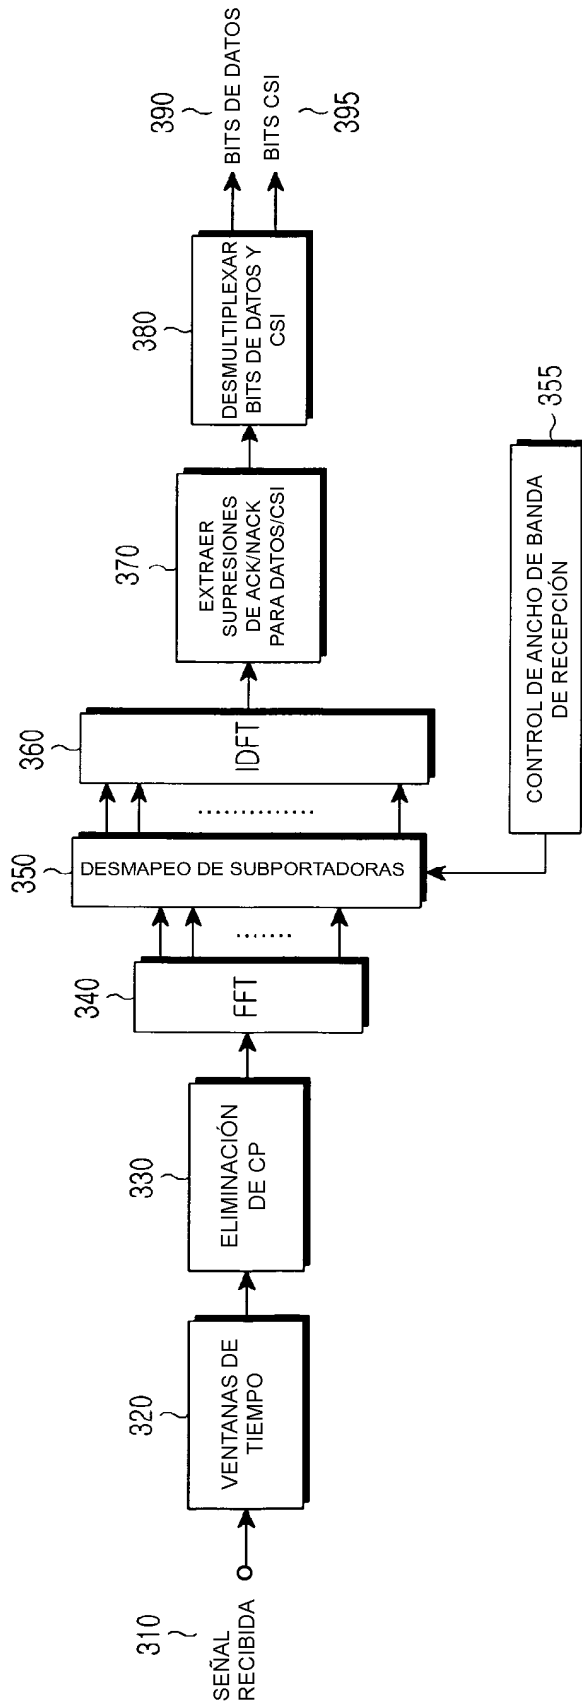 310
SEÑAL
RECIBIDA
320
VENTANAS DE
TIEMPO
330
ELIMINACIÓN
DE CP
340
FFT
350
DESMAPEO DE SUBPORTADORAS
360
IDFT
370
EXTRAER
SUPRESIONES
DE ACK/NACK
PARA DATOS/CSI
380
DESMULTIPLEXAR
BITS DE DATOS Y
CSI
390
BITS DE DATOS
BITS CSI
395
355
CONTROL DE ANCHO DE BANDA
DE RECEPCIÓN